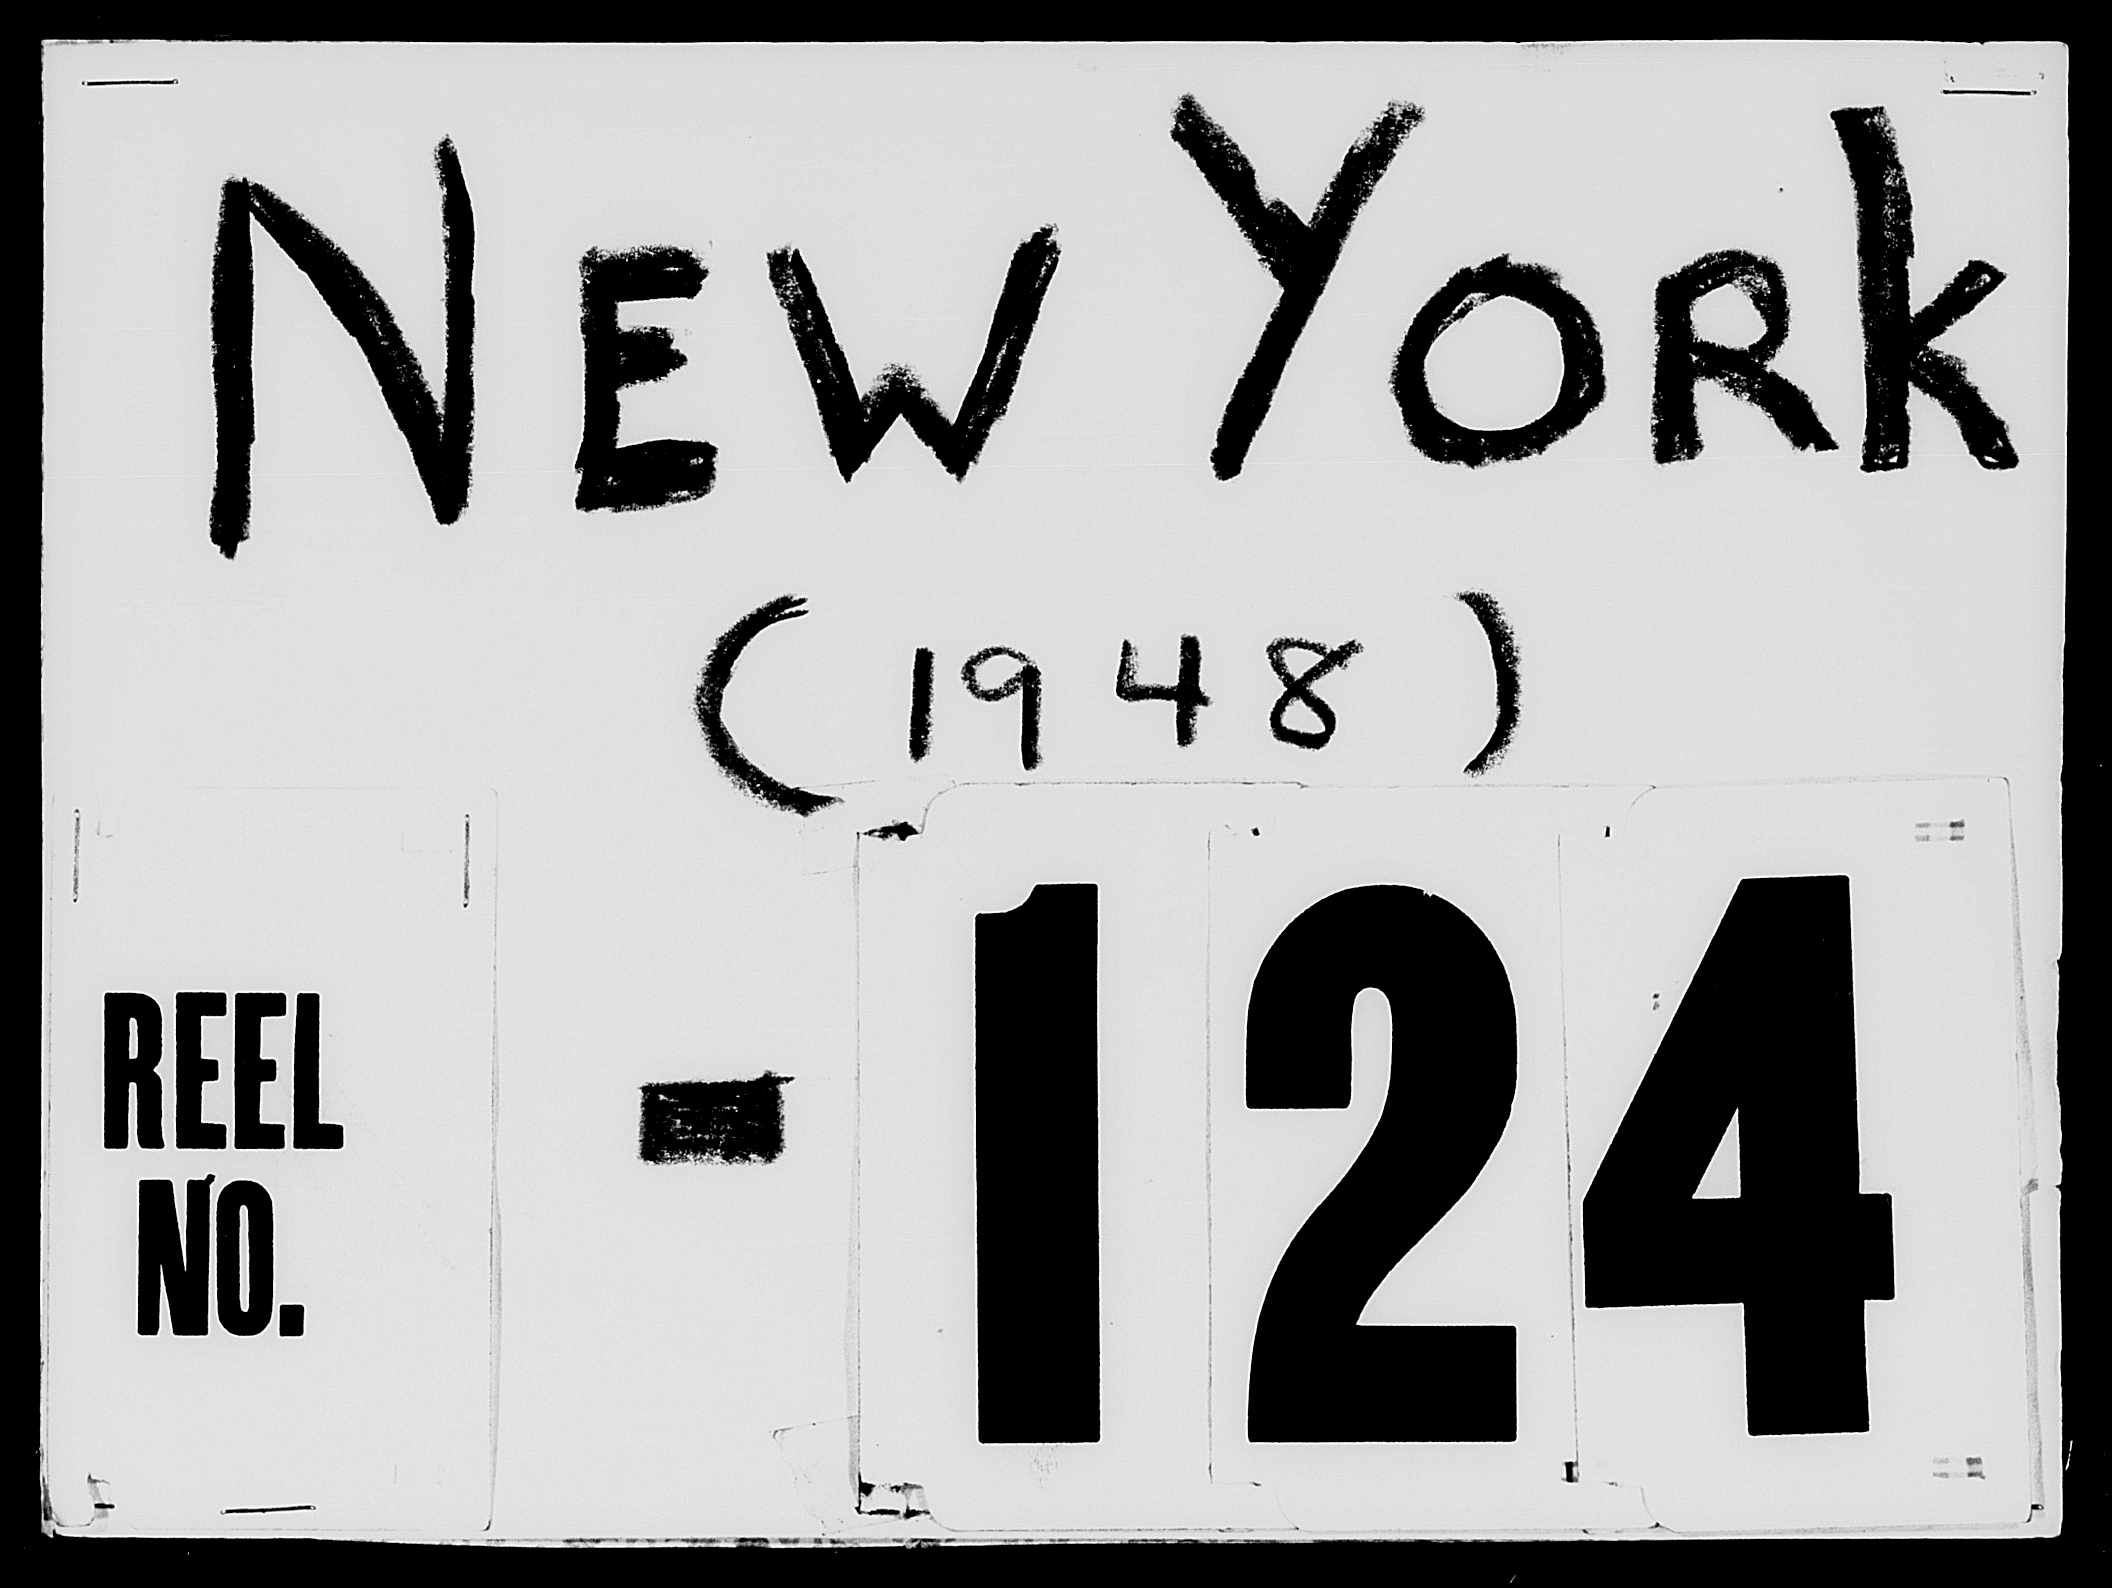 New York
(1948)
REEL
NO. - 124